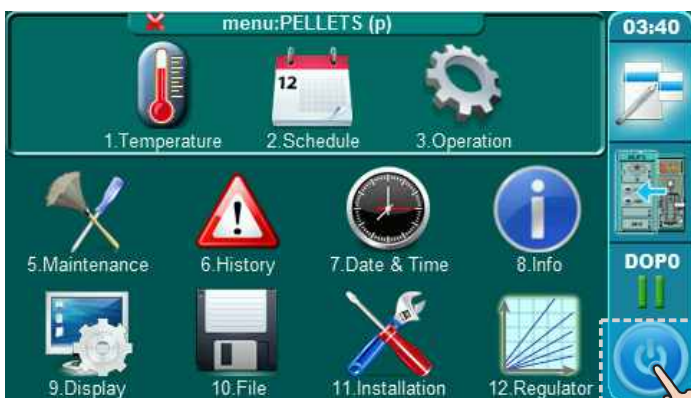 menu:PELLETS (p)
03:40
12
1.Temperature
2.Schedule
3.Operation
5.Maintenance
6.History
7.Date & Time
8.Info
DOP0
9.Display
10.File
11.Installation
12.Regulator